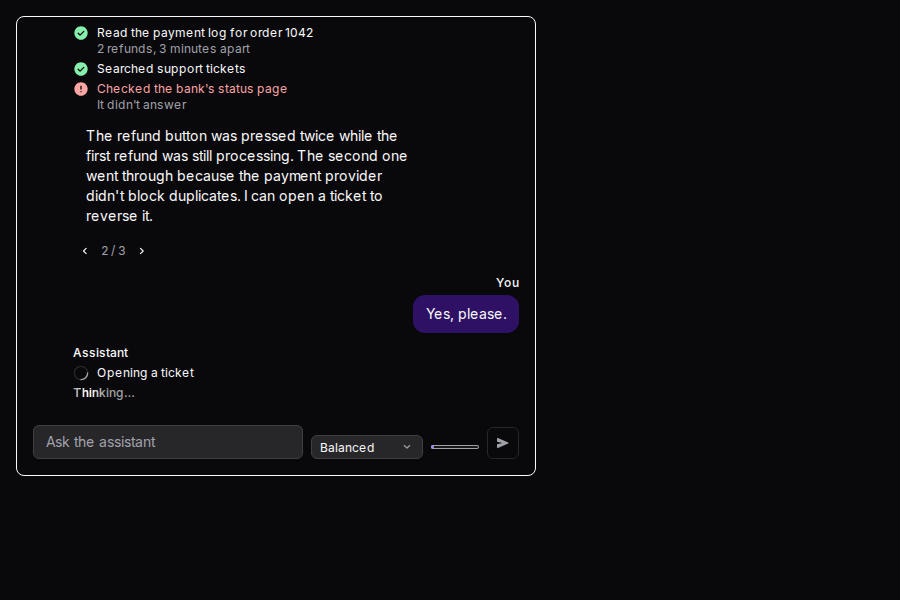 Read the payment log for order 1042
2 refunds, 3 minutes apart
Searched support tickets
Checked the bank's status page
It didn't answer
The refund button was pressed twice while the
first refund was still processing. The second one
went through because the payment provider
didn't block duplicates. I can open a ticket to
reverse it.
2 / 3
You
Yes, please.
Assistant
Opening a ticket
Thinking...
Ask the assistant
Balanced